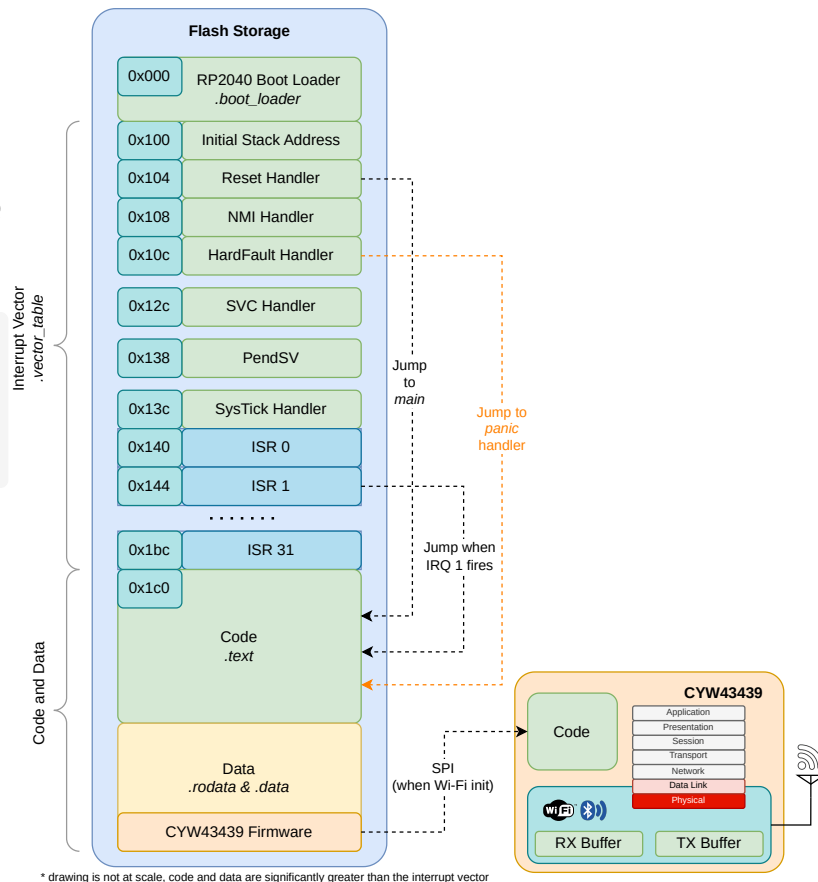 Flash Storage
0x000
RP2040 Boot Loader
.boot_loader
0x100
Initial Stack Address
0x104
Reset Handler
0x108
NMI Handler
0x10c
HardFault Handler
0x12c
SVC Handler
0x138
PendSV
0x13c
SysTick Handler
0x140
ISR 0
0x144
ISR 1
.......
0x1bc
ISR 31
0x1c0
Code
.text
Data
.rodata & .data
CYW43439 Firmware
Interrupt Vector
.vector_table
Code and Data
Jump
to
main
Jump to
panic
handler
Jump when
IRQ 1 fires
SPI
(when Wi-Fi init)
CYW43439
Code
Application
Presentation
Session
Transport
Network
Data Link
Physical
WiFi
RX Buffer
TX Buffer
* drawing is not at scale, code and data are significantly greater than the interrupt vector